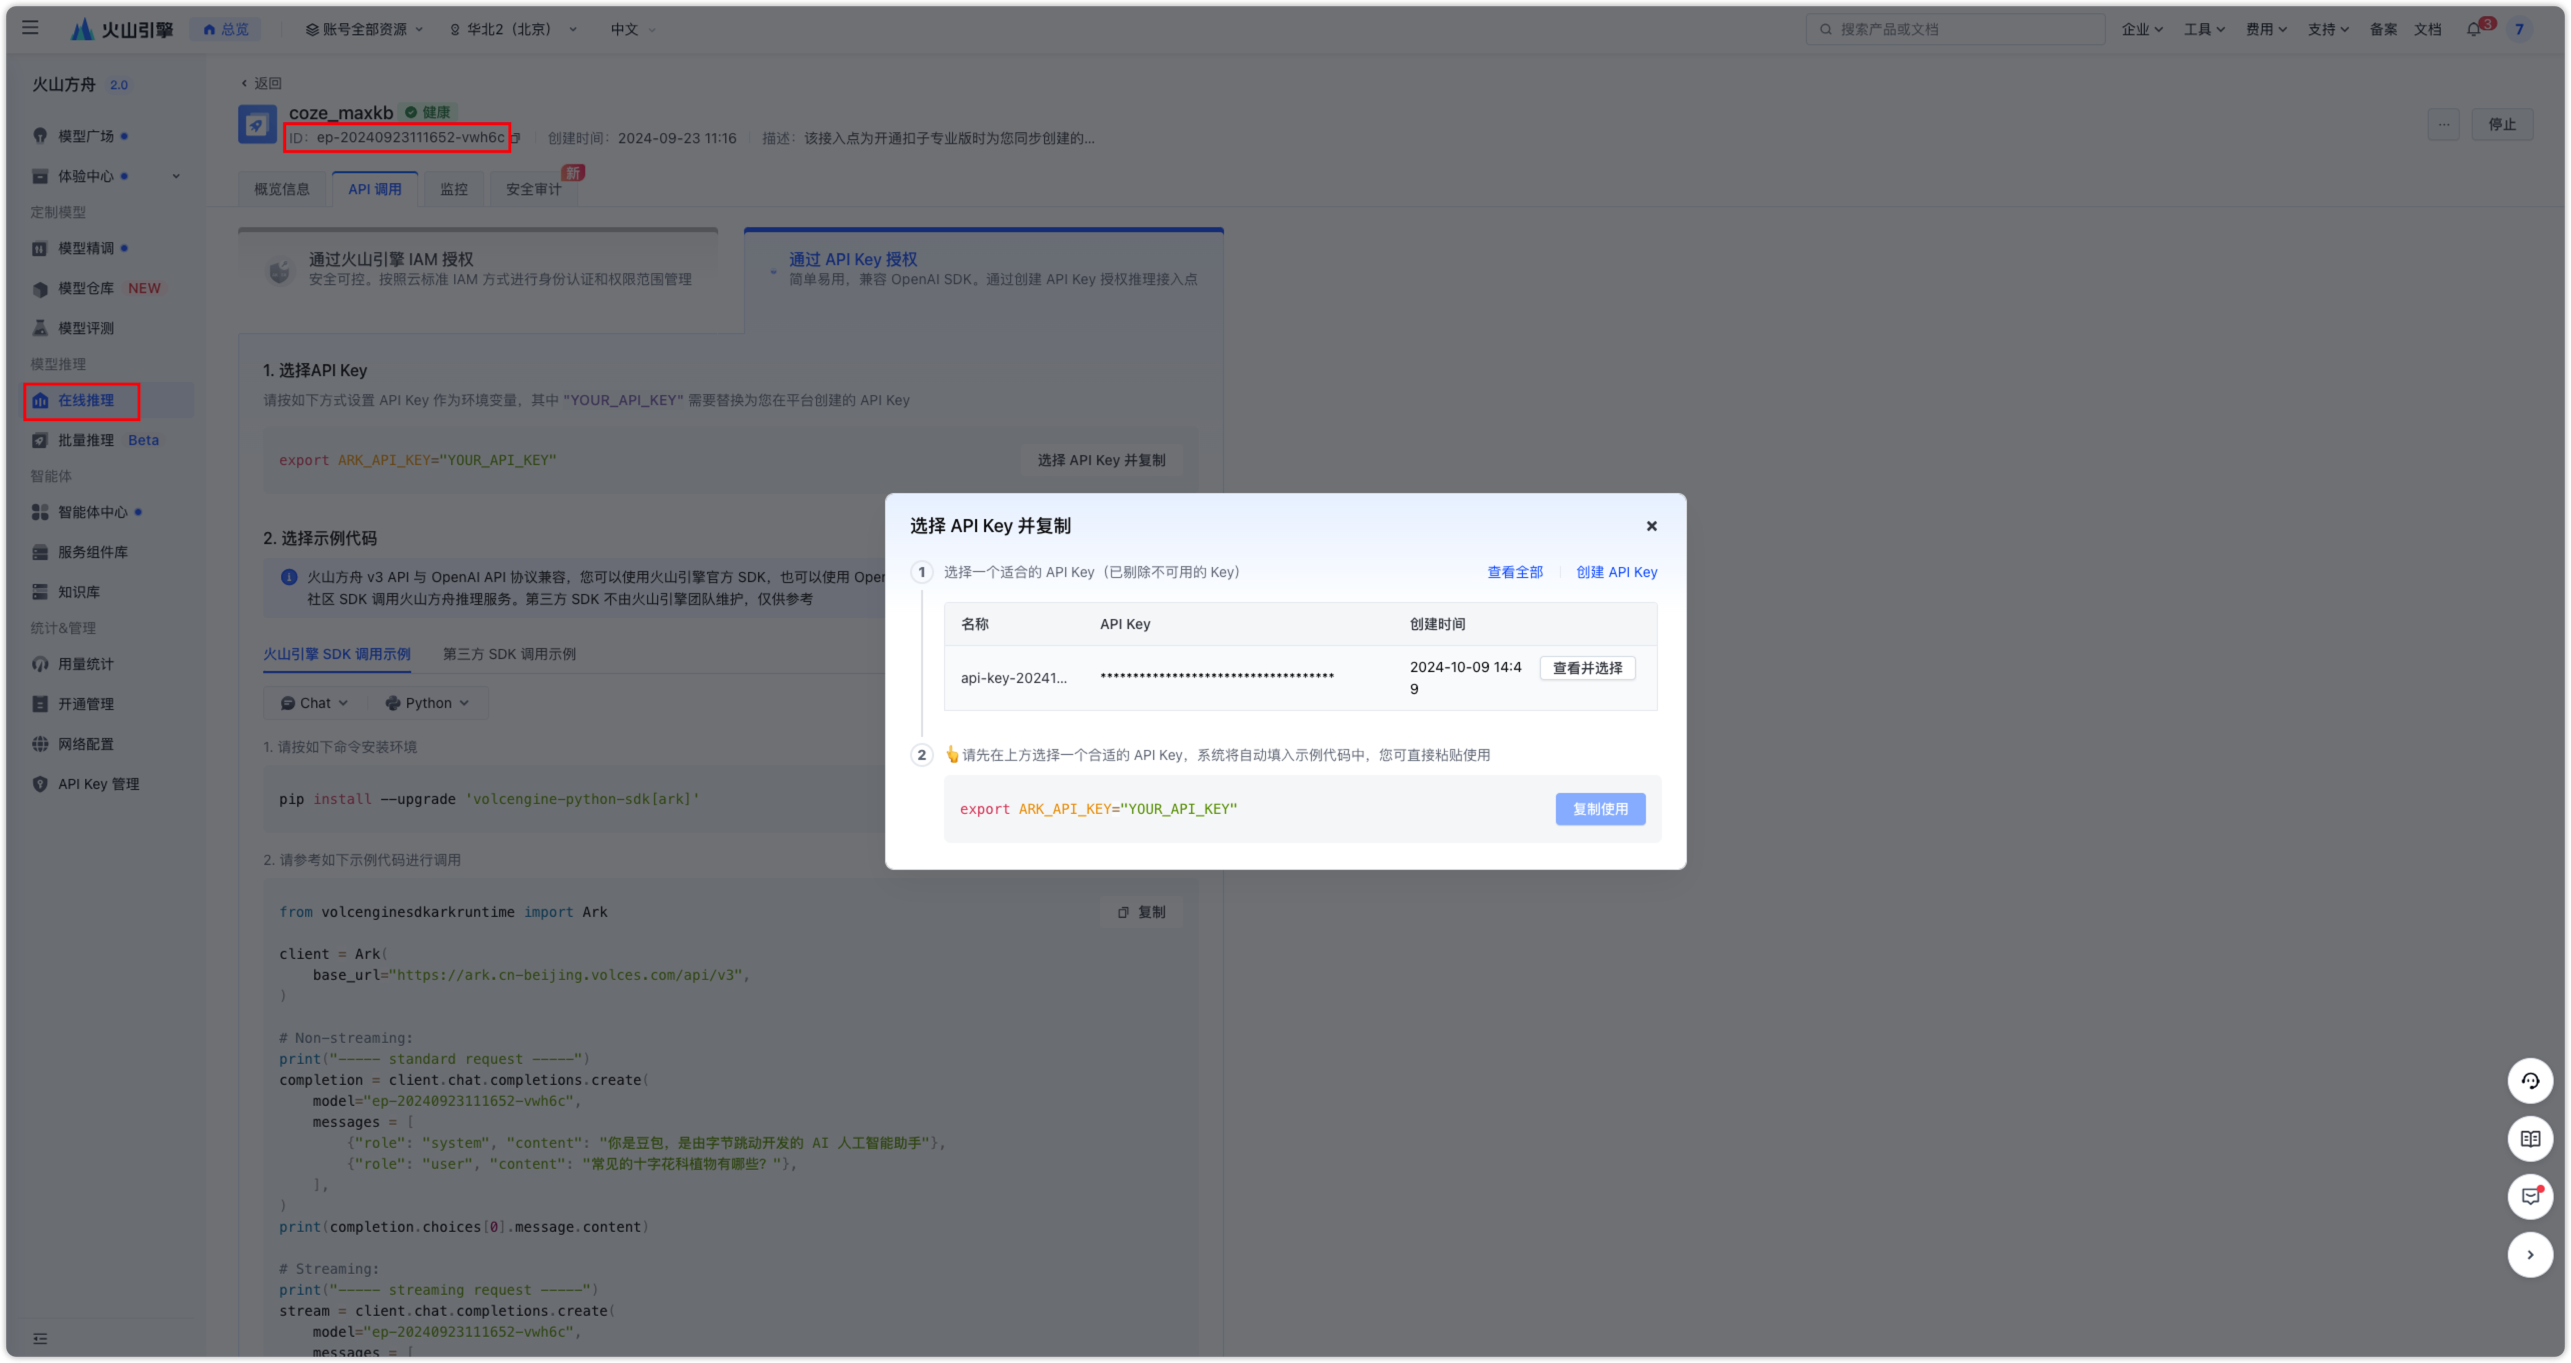 火山引擎
总览
账号全部资源
华北2（北京）
中文
搜索产品或文档
企业
工具
费用
支持
备案
文档
3
7
火山方舟 2.0
模型广场
体验中心
定制模型
模型精调
模型仓库 NEW
模型评测
模型推理
在线推理
批量推理 Beta
智能体
智能体中心
服务组件库
知识库
统计&管理
用量统计
开通管理
网络配置
API Key 管理
返回
coze_maxkb 健康
ID： ep-20240923111652-vwh6c 创建时间： 2024-09-23 11:16 描述： 该接入点为开通扣子专业版时为您同步创建的...
... 停止
概览信息 API 调用 监控 安全审计 新
通过火山引擎 IAM 授权
安全可控。按照云标准 IAM 方式进行身份认证和权限范围管理
通过 API Key 授权
简单易用，兼容 OpenAI SDK。通过创建 API Key 授权推理接入点
1. 选择API Key
请按如下方式设置 API Key 作为环境变量，其中 "YOUR_API_KEY" 需要替换为您在平台创建的 API Key
export ARK_API_KEY="YOUR_API_KEY"
选择 API Key 并复制
2. 选择示例代码
火山方舟 v3 API 与 OpenAI API 协议兼容，您可以使用火山引擎官方 SDK，也可以使用 Oper
社区 SDK 调用火山方舟推理服务。第三方 SDK 不由火山引擎团队维护，仅供参考
火山引擎 SDK 调用示例 第三方 SDK 调用示例
Chat Python
1. 请按如下命令安装环境
pip install --upgrade 'volcengine-python-sdk[ark]'
2. 请参考如下示例代码进行调用
复制
from volcenginesdkarkruntime import Ark
client = Ark(
base_url="https://ark.cn-beijing.volces.com/api/v3",
)
# Non-streaming:
print("----- standard request -----")
completion = client.chat.completions.create(
model="ep-20240923111652-vwh6c",
messages = [
{"role": "system", "content": "你是豆包，是由字节跳动开发的 AI 人工智能助手"},
{"role": "user", "content": "常见的十字花科植物有哪些？"},
],
)
print(completion.choices[0].message.content)
# Streaming:
print("----- streaming request -----")
stream = client.chat.completions.create(
model="ep-20240923111652-vwh6c",
messages = [
选择 API Key 并复制
1 选择一个适合的 API Key（已剔除不可用的 Key）
查看全部 创建 API Key
名称 API Key 创建时间
api-key-20241... ************************************ 2024-10-09 14:4
9
查看并选择
2 👆请先在上方选择一个合适的 API Key，系统将自动填入示例代码中，您可直接粘贴使用
export ARK_API_KEY="YOUR_API_KEY"
复制使用